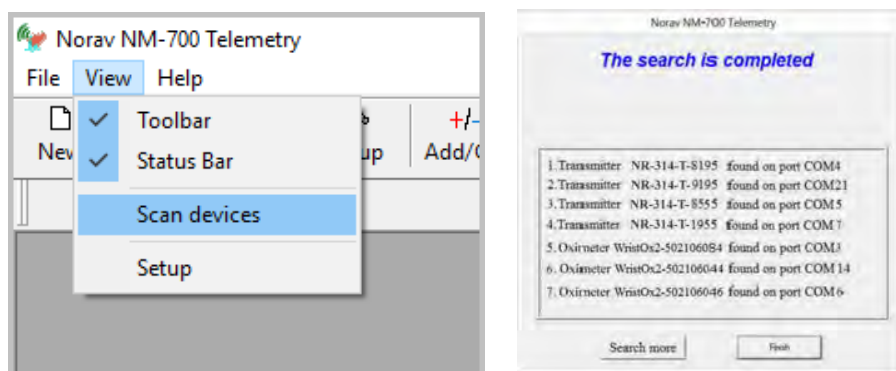 Norav NM-700 Telemetry
File View Help
Toolbar
New up Add/
Status Bar
Scan devices
Setup
Norav NM-700 Telemetry
The search is completed
1.Transmitter NR-314-T-8195 found on port COM4
2.Transmitter NR-314-T-9195 found on port COM21
3.Transmitter NR-314-T-8555 found on port COM5
4.Transmitter NR-314-T-1955 found on port COM7
5.Oximeter WristOx2-502106084 found on port COM3
6. Oximeter WristOx2-502106044 found on port COM14
7. Oximeter WristOx2-502106046 found on port COM6
Search more Finish